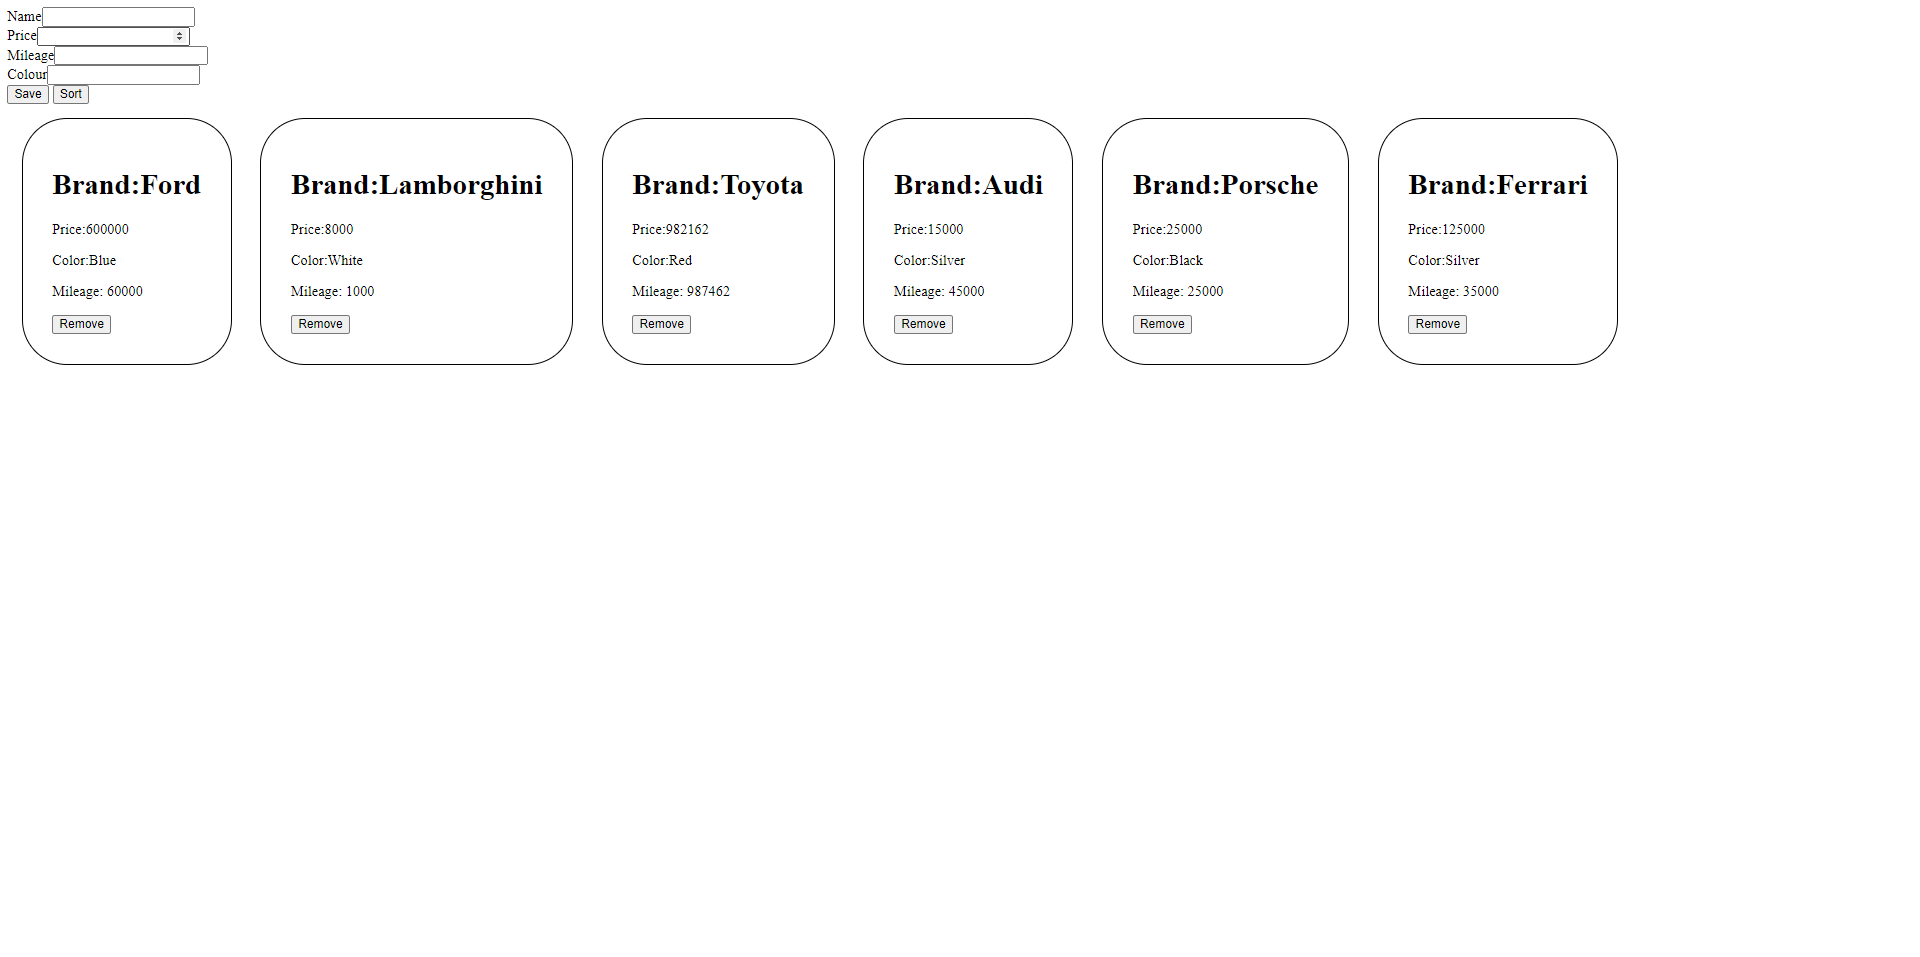 Name
Price
Mileage
Colour
Save Sort
Brand:Ford
Price:600000
Color:Blue
Mileage: 60000
Remove
Brand:Lamborghini
Price:8000
Color:White
Mileage: 1000
Remove
Brand:Toyota
Price:982162
Color:Red
Mileage: 987462
Remove
Brand:Audi
Price:15000
Color:Silver
Mileage: 45000
Remove
Brand:Porsche
Price:25000
Color:Black
Mileage: 25000
Remove
Brand:Ferrari
Price:125000
Color:Silver
Mileage: 35000
Remove